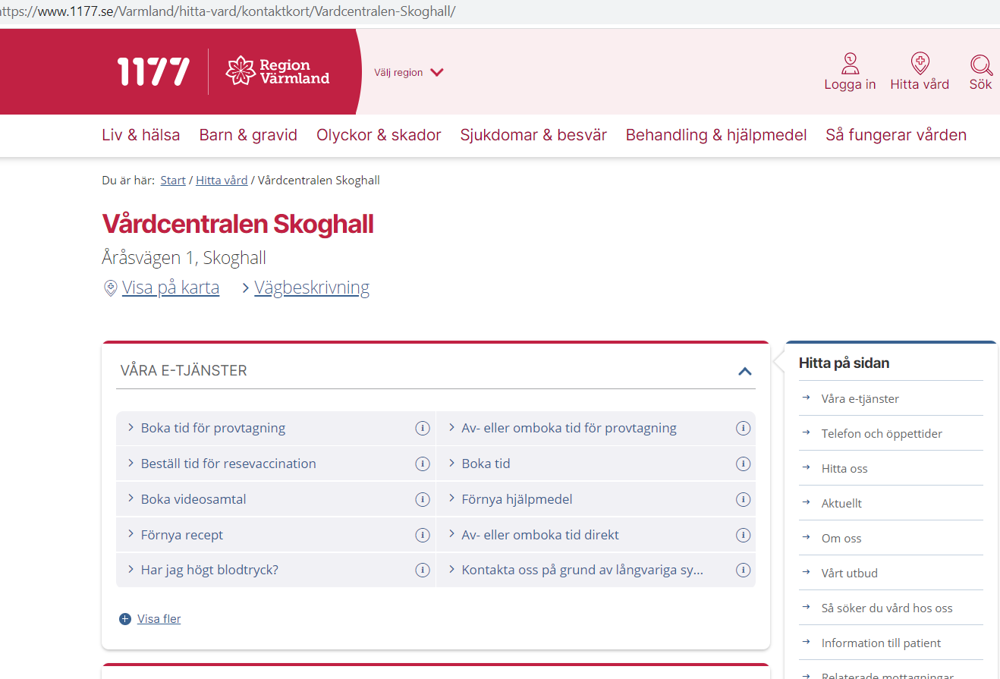 ttps://www.1177.se/Varmland/hitta-vard/kontaktkort/Vardcentralen-Skoghall/
1177
Region
Värmland
Välj region
Logga in
Hitta vård
Sök
Liv & hälsa
Barn & gravid
Olyckor & skador
Sjukdomar & besvär
Behandling & hjälpmedel
Så fungerar vården
Du är här: Start / Hitta vård / Vårdcentralen Skoghall
Vårdcentralen Skoghall
Åråsvägen 1, Skoghall
Visa på karta
Vägbeskrivning
VÅRA E-TJÄNSTER
Boka tid för provtagning
Av- eller omboka tid för provtagning
Beställ tid för resevaccination
Boka tid
Boka videosamtal
Förnya hjälpmedel
Förnya recept
Av- eller omboka tid direkt
Har jag högt blodtryck?
Kontakta oss på grund av långvariga sy...
Visa fler
Hitta på sidan
Våra e-tjänster
Telefon och öppettider
Hitta oss
Aktuellt
Om oss
Vårt utbud
Så söker du vård hos oss
Information till patient
Relaterade mottagningar